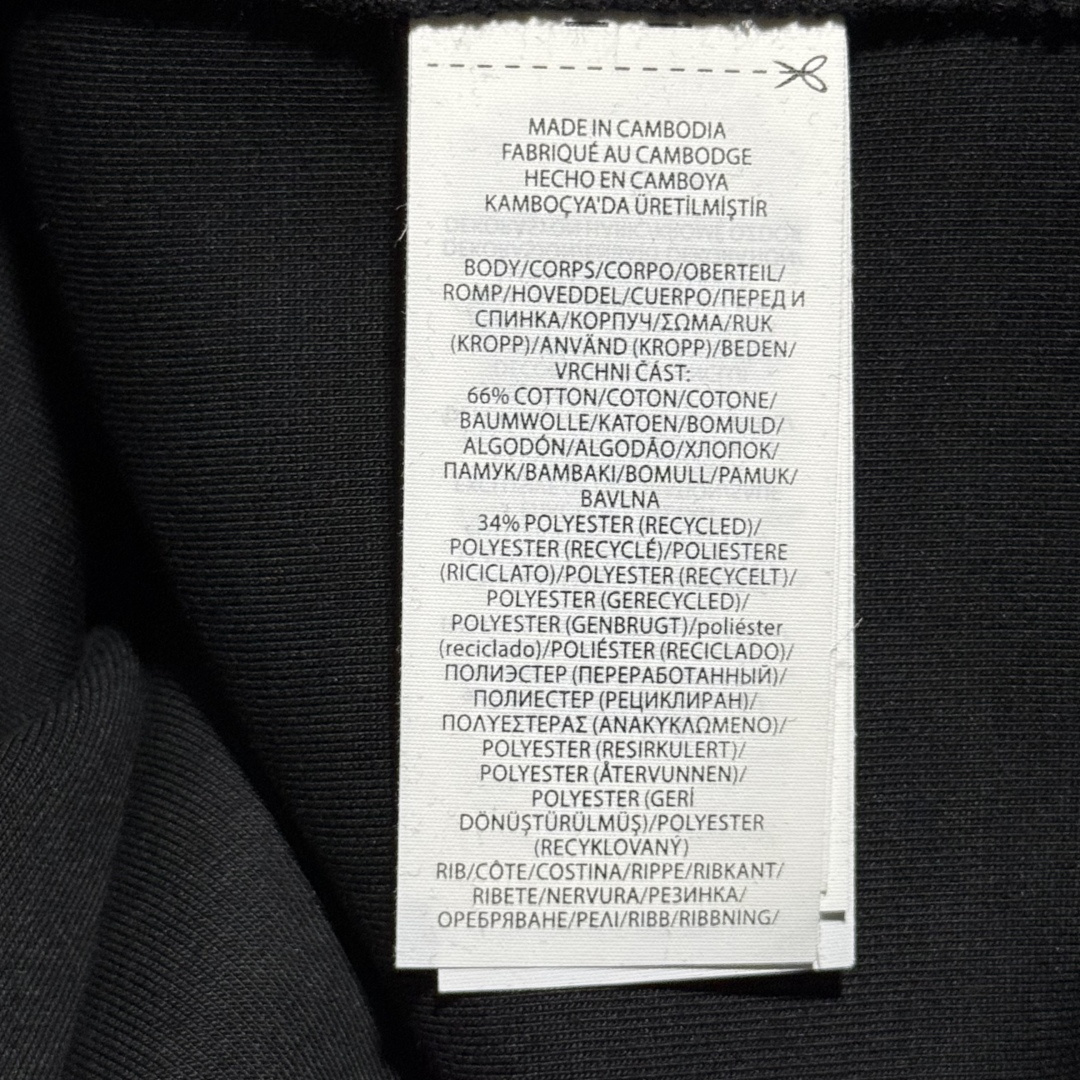 MADE IN CAMBODIA
FABRIQUÉ AU CAMBODGE
HECHO EN CAMBOYA
KAMBOÇYA'DA ÜRETİLMİŞTİR
BODY/CORPS/CORPO/OBERTEIL/
ROMP/HOVEDDEL/CUERPO/ПЕРЕД И
СПИНКА/КОРПУЧ/ΣΩΜΑ/RUK
(KROPP)/ANVÄND (KROPP)/BEDEN/
VRCHNI ČÁST:
66% COTTON/COTON/COTONE/
BAUMWOLLE/KATOEN/BOMULD/
ALGODÓN/ALGODÃO/ХЛОПОК/
ПАМУК/BAMBAKI/BOMULL/PAMUK/
BAVLNA
34% POLYESTER (RECYCLED)/
POLYESTER (RECYCLÉ)/POLIESTERE
(RICICLATO)/POLYESTER (RECYCELT)/
POLYESTER (GERECYCLED)/
POLYESTER (GENBRUGT)/poliéster
(reciclado)/POLIÉSTER (RECICLADO)/
ПОЛИЭСТЕР (ПЕРЕРАБОТАННЫЙ)/
ПОЛИЕСТЕР (РЕЦИКЛИРАН)/
ΠΟΛΥΕΣΤΕΡΑΣ (ΑΝΑΚΥΚΛΩΜΕΝΟ)/
POLYESTER (RESIRKULERT)/
POLYESTER (ÅTERVUNNEN)/
POLYESTER (GERİ
DÖNÜŞTÜRÜLMÜŞ)/POLYESTER
(RECYKLOVANÝ)
RIB/CÔTE/COSTINA/RIPPE/RIBKANT/
RIBETE/NERVURA/РЕЗИНКА/
ОРЕБРЯВАНЕ/ΡΕΛΙ/RIBB/RIBBNING/